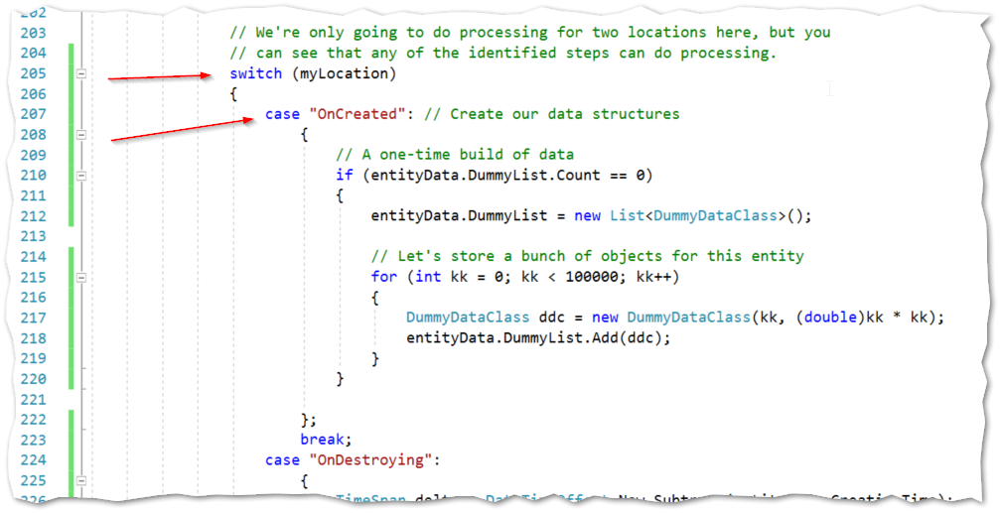 202
203 // We're only going to do processing for two locations here, but you
204 // can see that any of the identified steps can do processing.
205 switch (myLocation)
206 {
207 case "OnCreated": // Create our data structures
208 {
209 // A one-time build of data
210 if (entityData.DummyList.Count == 0)
211 {
212 entityData.DummyList = new List<DummyDataClass>();
213
214 // Let's store a bunch of objects for this entity
215 for (int kk = 0; kk < 100000; kk++)
216 {
217 DummyDataClass ddc = new DummyDataClass(kk, (double)kk * kk);
218 entityData.DummyList.Add(ddc);
219 }
220 }
221
222 };
223 break;
224 case "OnDestroying":
225 {
226 TimeSpan